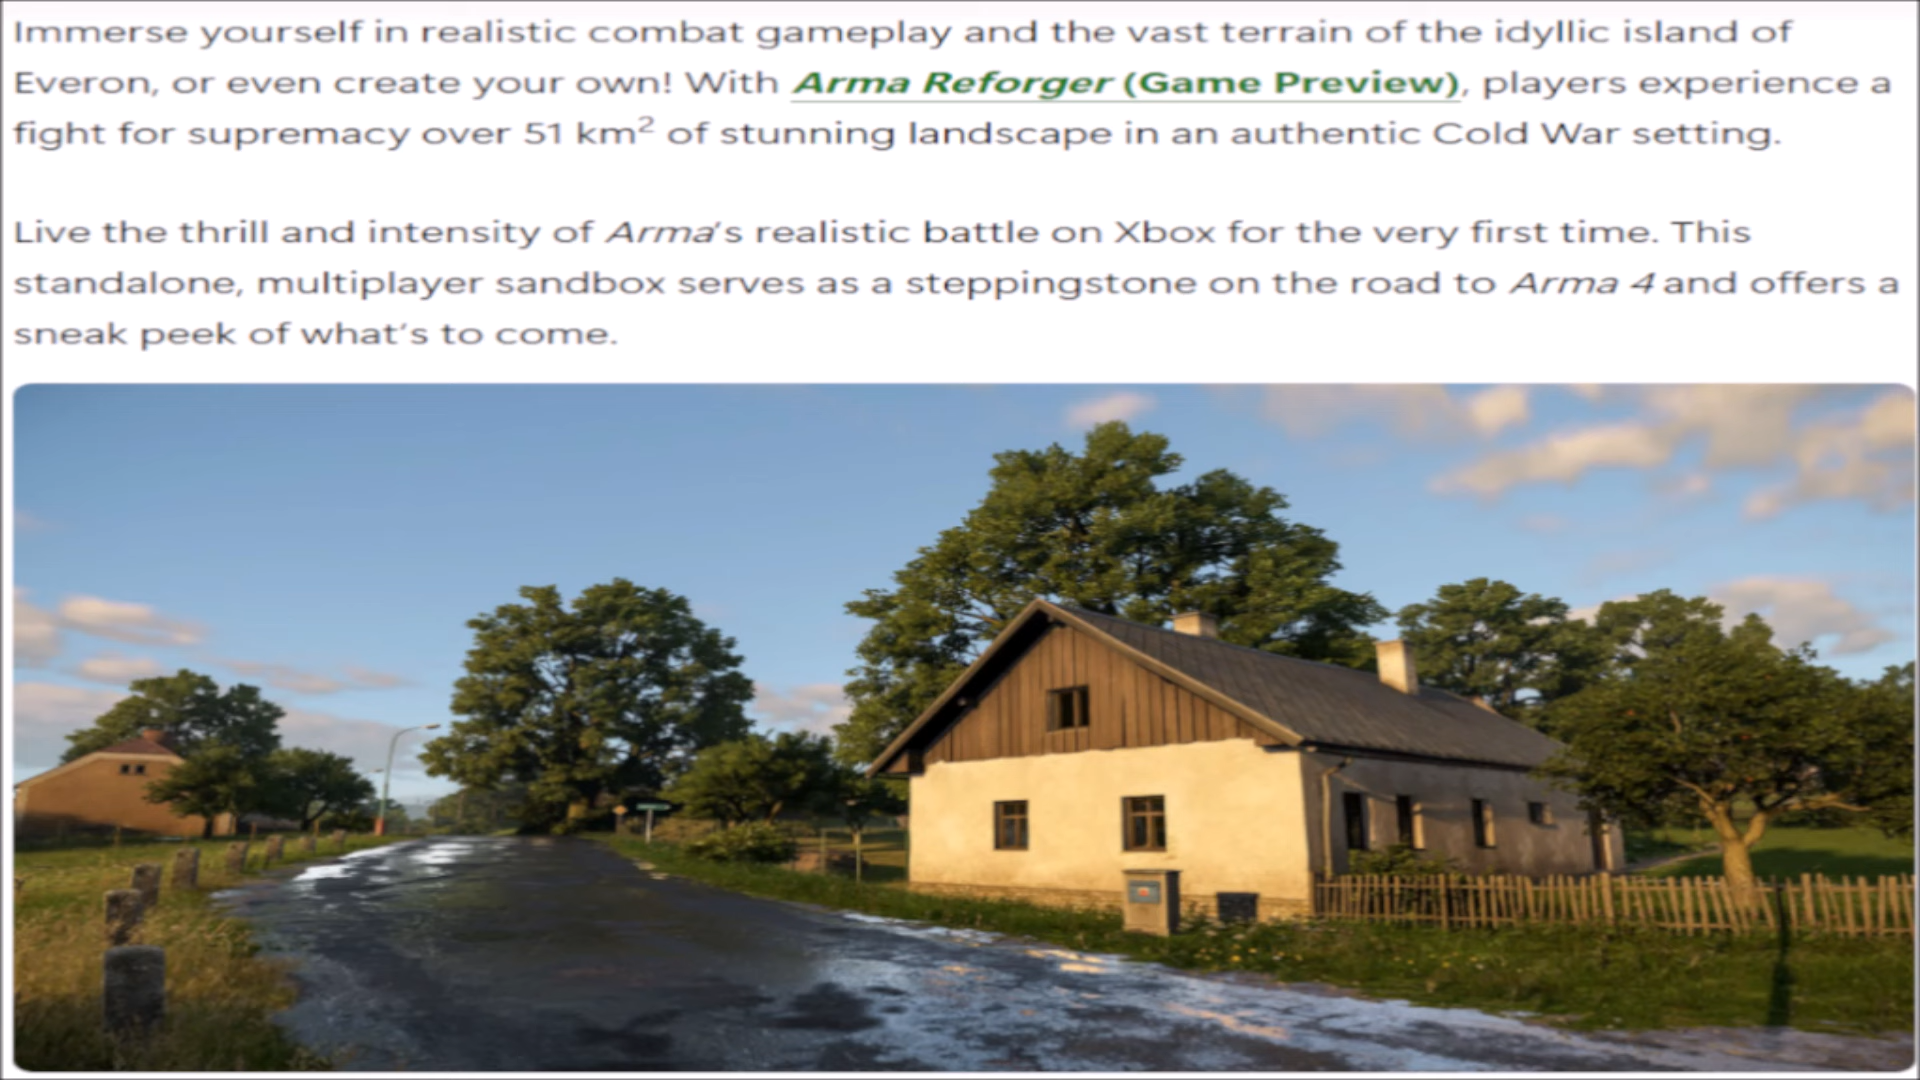 Immerse yourself in realistic combat gameplay and the vast terrain of the idyllic island of
Everon, or even create your own! With Arma Reforger (Game Preview), players experience a
fight for supremacy over 51 km² of stunning landscape in an authentic Cold War setting.
Live the thrill and intensity of Arma's realistic battle on Xbox for the very first time. This
standalone, multiplayer sandbox serves as a steppingstone on the road to Arma 4 and offers a
sneak peek of what's to come.